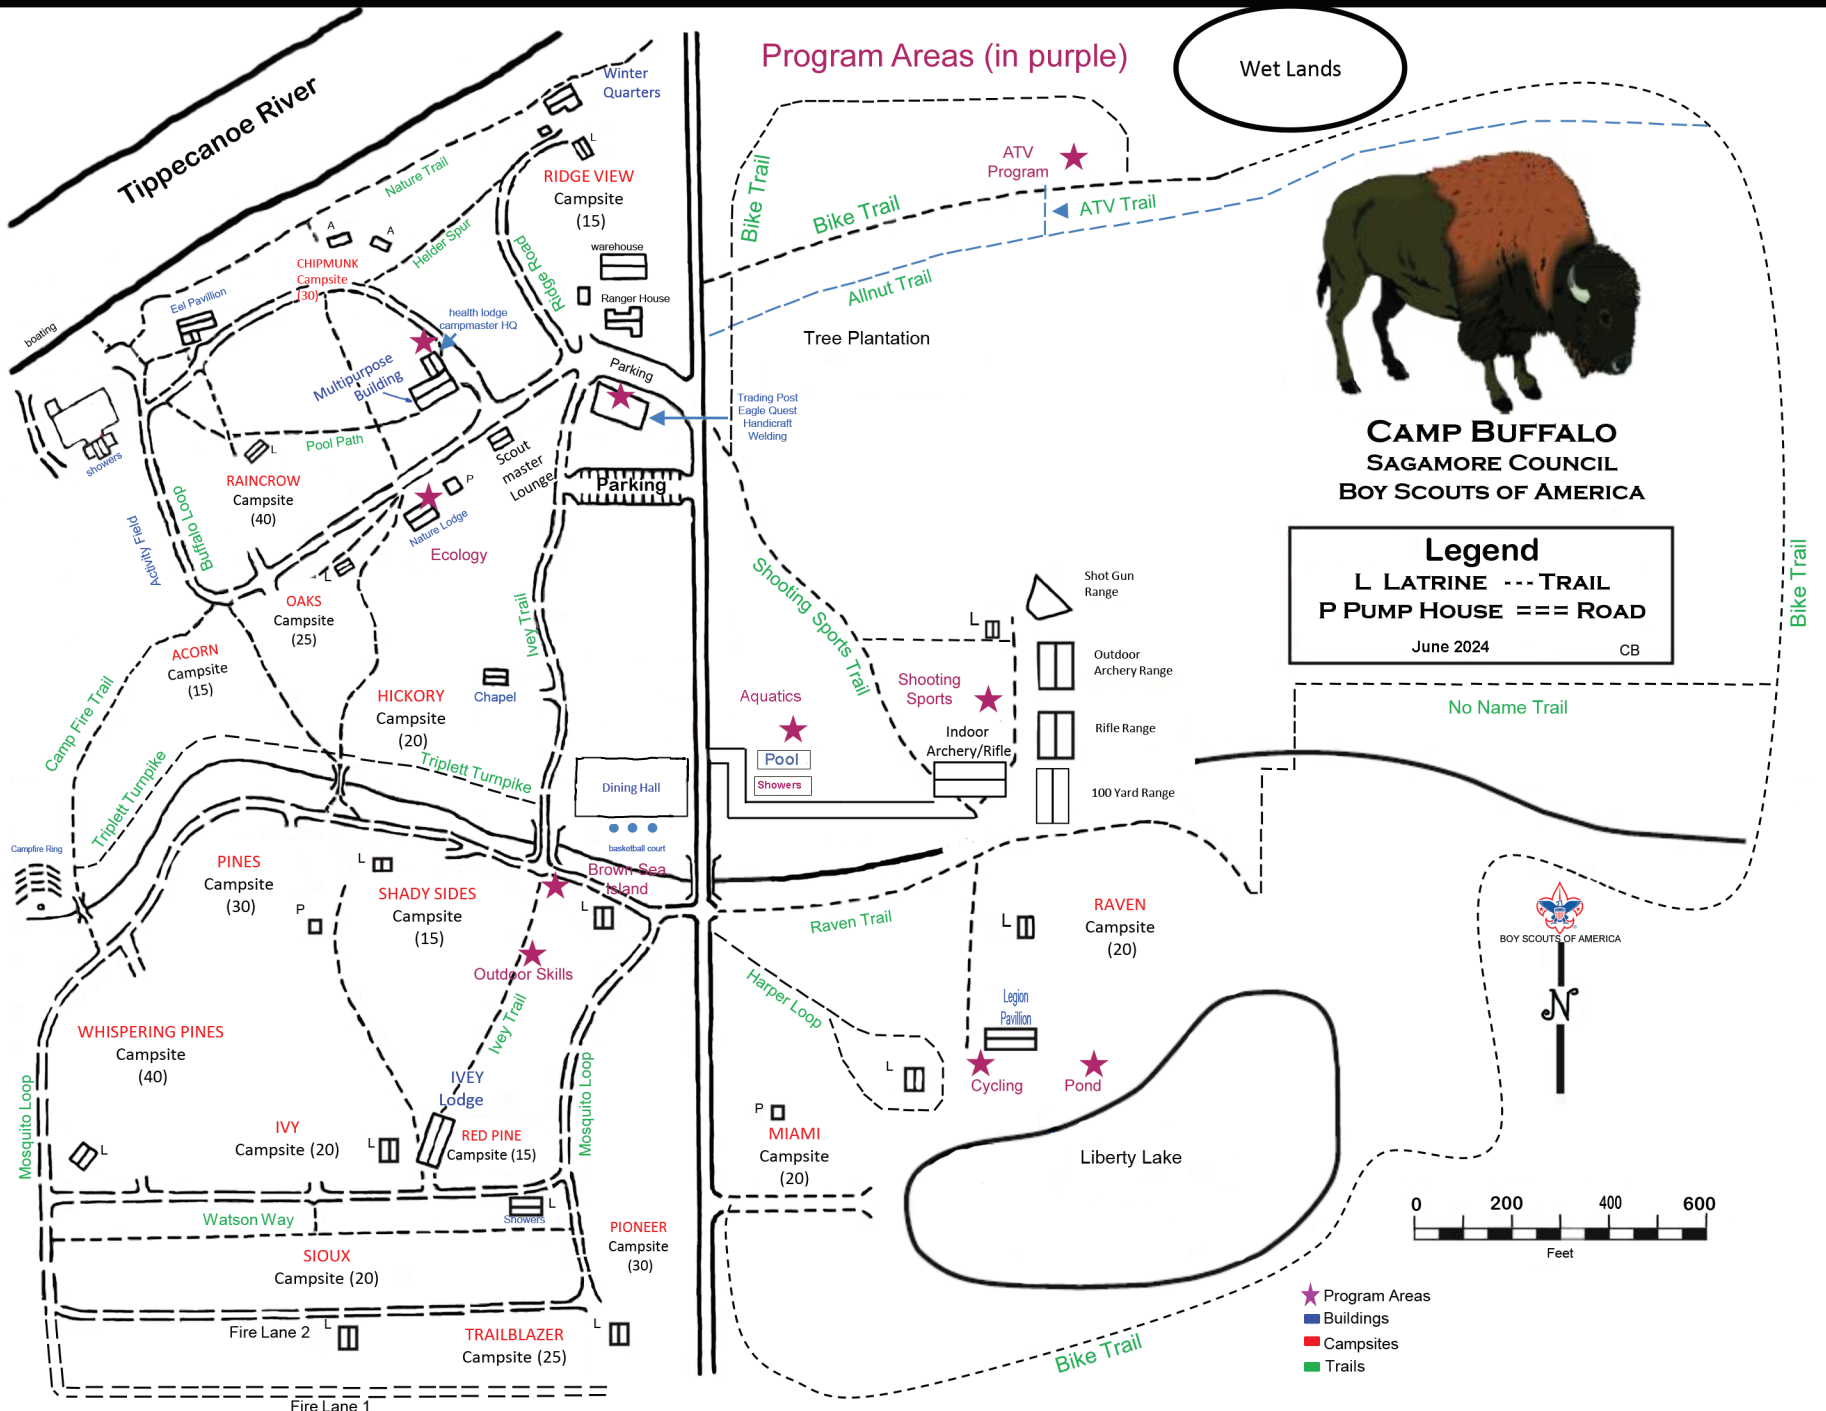 Program Areas (in purple)
Wet Lands
Tippecanoe River
Winter
Quarters
L
RIDGE VIEW
Campsite
(15)
Nature Trail
Helder Spur
Ridge Road
warehouse
Ranger House
A
A
CHIPMUNK
Campsite
(30)
Eel Pavillion
boating
health lodge
campmaster HQ
Multipurpose
Building
Parking
Trading Post
Eagle Quest
Handicraft
Welding
Bike Trail
Bike Trail
ATV
Program
ATV Trail
Allnut Trail
Tree Plantation
CAMP BUFFALO
SAGAMORE COUNCIL
BOY SCOUTS OF AMERICA
Legend
L LATRINE --- TRAIL
P PUMP HOUSE === ROAD
June 2024
CB
Bike Trail
No Name Trail
showers
Pool Path
L
RAINCROW
Campsite
(40)
Scout
master
Lounge
P
Parking
Nature Lodge
Ecology
Activity Field
Buffalo Loop
L
OAKS
Campsite
(25)
ACORN
Campsite
(15)
Ivey Trail
Chapel
HICKORY
Campsite
(20)
Camp Fire Trail
Triplett Turnpike
Triplett Turnpike
Shooting Sports Trail
Shot Gun
Range
L
Outdoor
Archery Range
Shooting
Sports
Rifle Range
Indoor
Archery/Rifle
100 Yard Range
Aquatics
Pool
Showers
Dining Hall
basketball court
Brown Sea
Island
Campfire Ring
PINES
Campsite
(30)
L
P
SHADY SIDES
Campsite
(15)
L
Outdoor Skills
Ivey Trail
Raven Trail
Harper Loop
L
RAVEN
Campsite
(20)
Legion
Pavillion
L
Cycling
Pond
BOY SCOUTS OF AMERICA
N
WHISPERING PINES
Campsite
(40)
Mosquito Loop
Mosquito Loop
IVEY
Lodge
L
IVY
Campsite (20)
L
RED PINE
Campsite (15)
P
MIAMI
Campsite
(20)
Liberty Lake
Watson Way
L
Showers
SIOUX
Campsite (20)
PIONEER
Campsite
(30)
Fire Lane 2
L
TRAILBLAZER
Campsite (25)
L
Fire Lane 1
Bike Trail
0 200 400 600
Feet
Program Areas
Buildings
Campsites
Trails